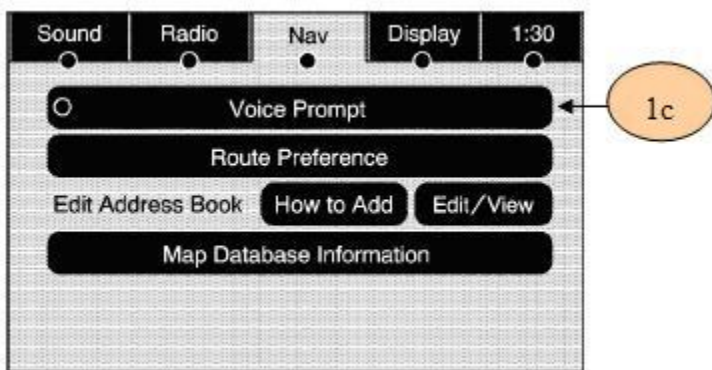 Sound Radio Nav Display 1:30
Voice Prompt 1c
Route Preference
Edit Address Book How to Add Edit/View
Map Database Information